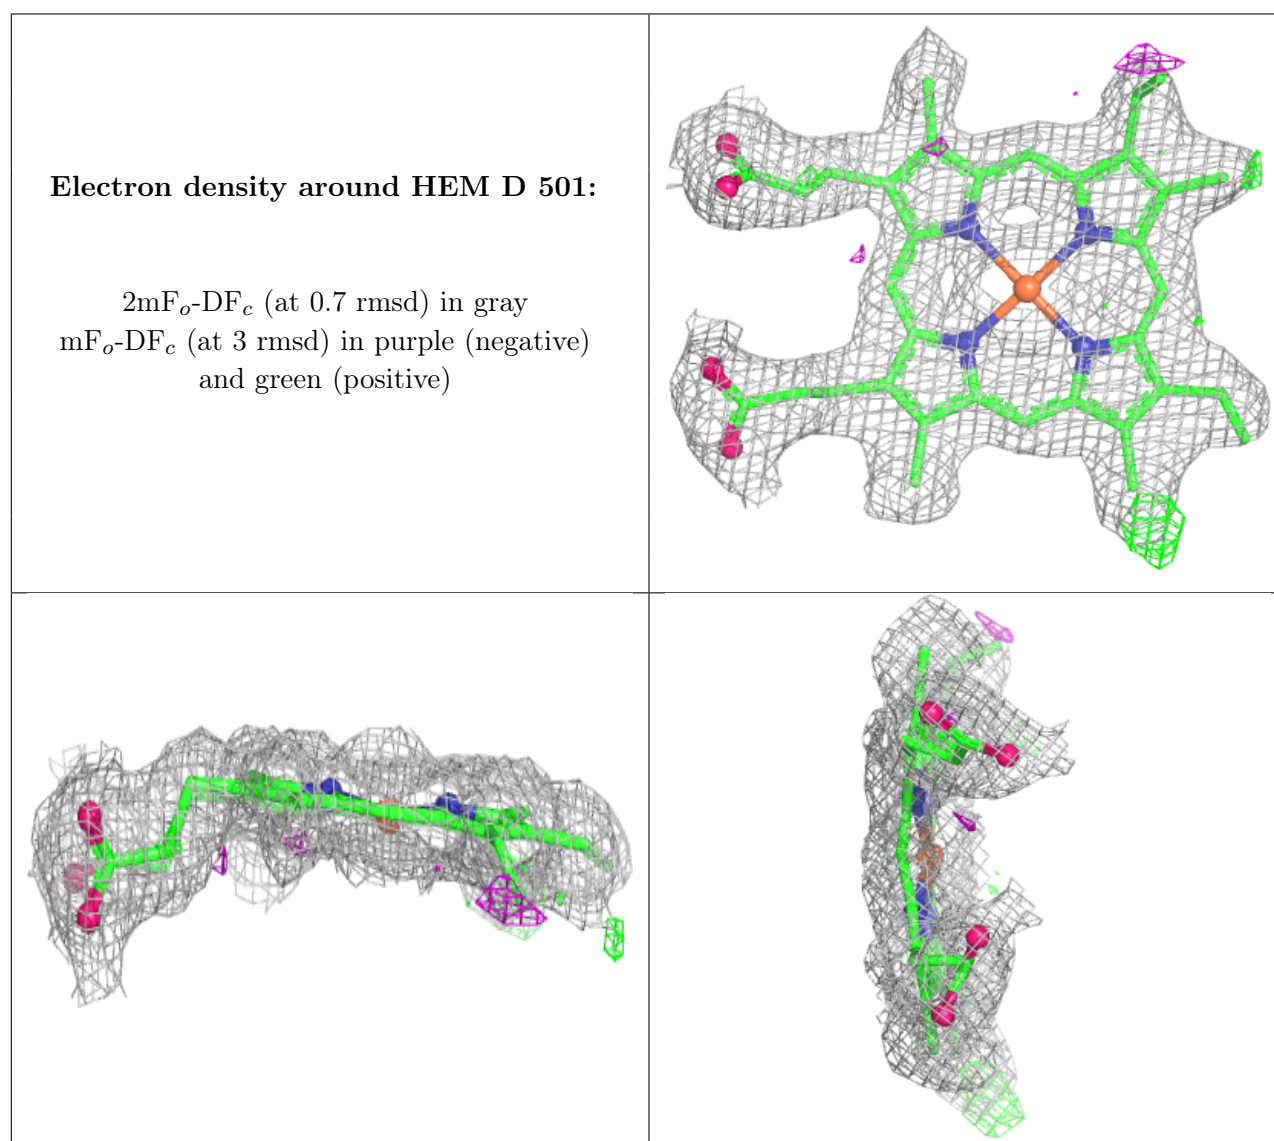 Electron density around HEM D 501:
2mFo-DFc (at 0.7 rmsd) in gray
mFo-DFc (at 3 rmsd) in purple (negative)
and green (positive)